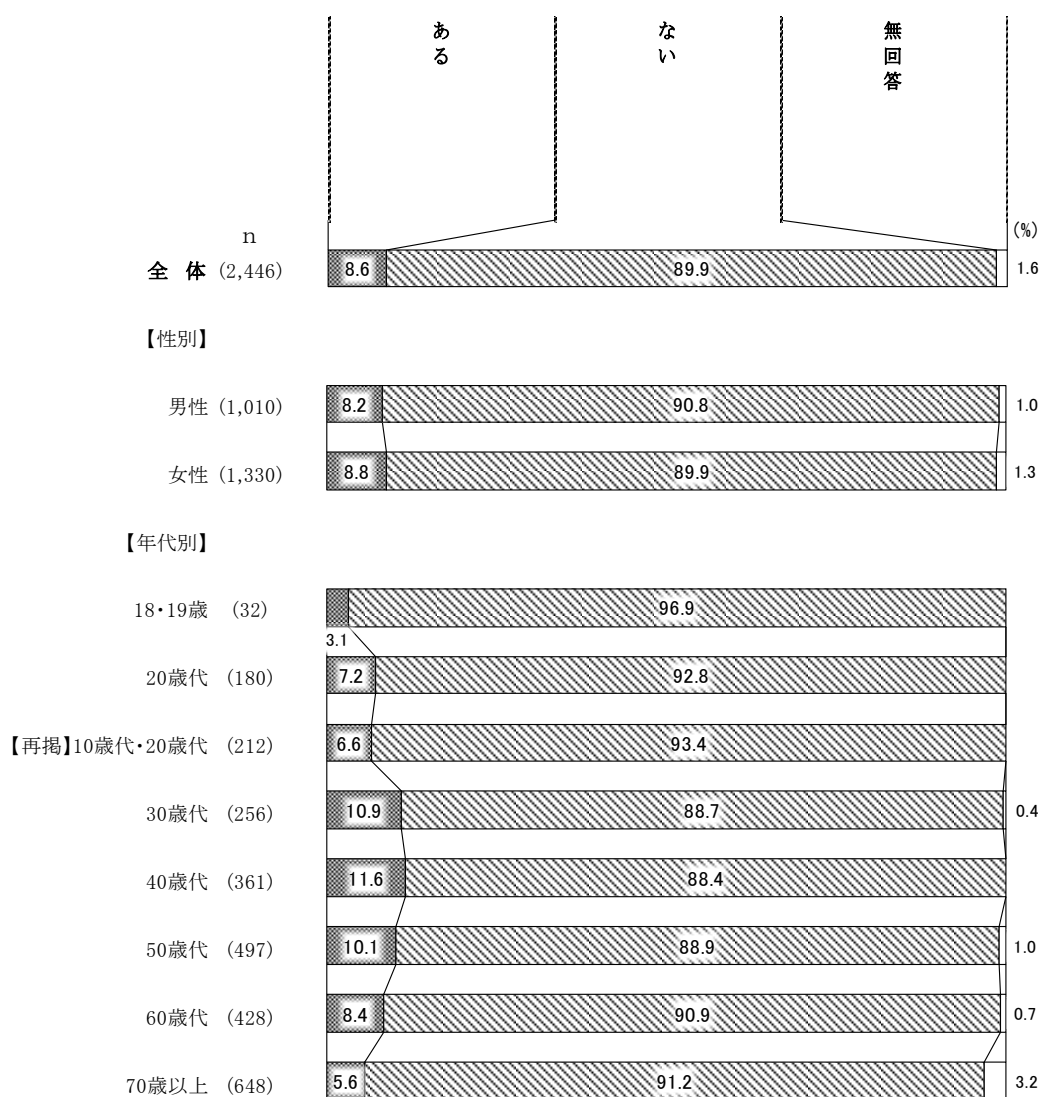 ある
ない
無回答
n
(%)
全 体 (2,446) 8.6 89.9 1.6
【性別】
男性 (1,010) 8.2 90.8 1.0
女性 (1,330) 8.8 89.9 1.3
【年代別】
18・19歳 (32) 3.1 96.9
20歳代 (180) 7.2 92.8
【再掲】10歳代・20歳代 (212) 6.6 93.4
30歳代 (256) 10.9 88.7 0.4
40歳代 (361) 11.6 88.4
50歳代 (497) 10.1 88.9 1.0
60歳代 (428) 8.4 90.9 0.7
70歳以上 (648) 5.6 91.2 3.2